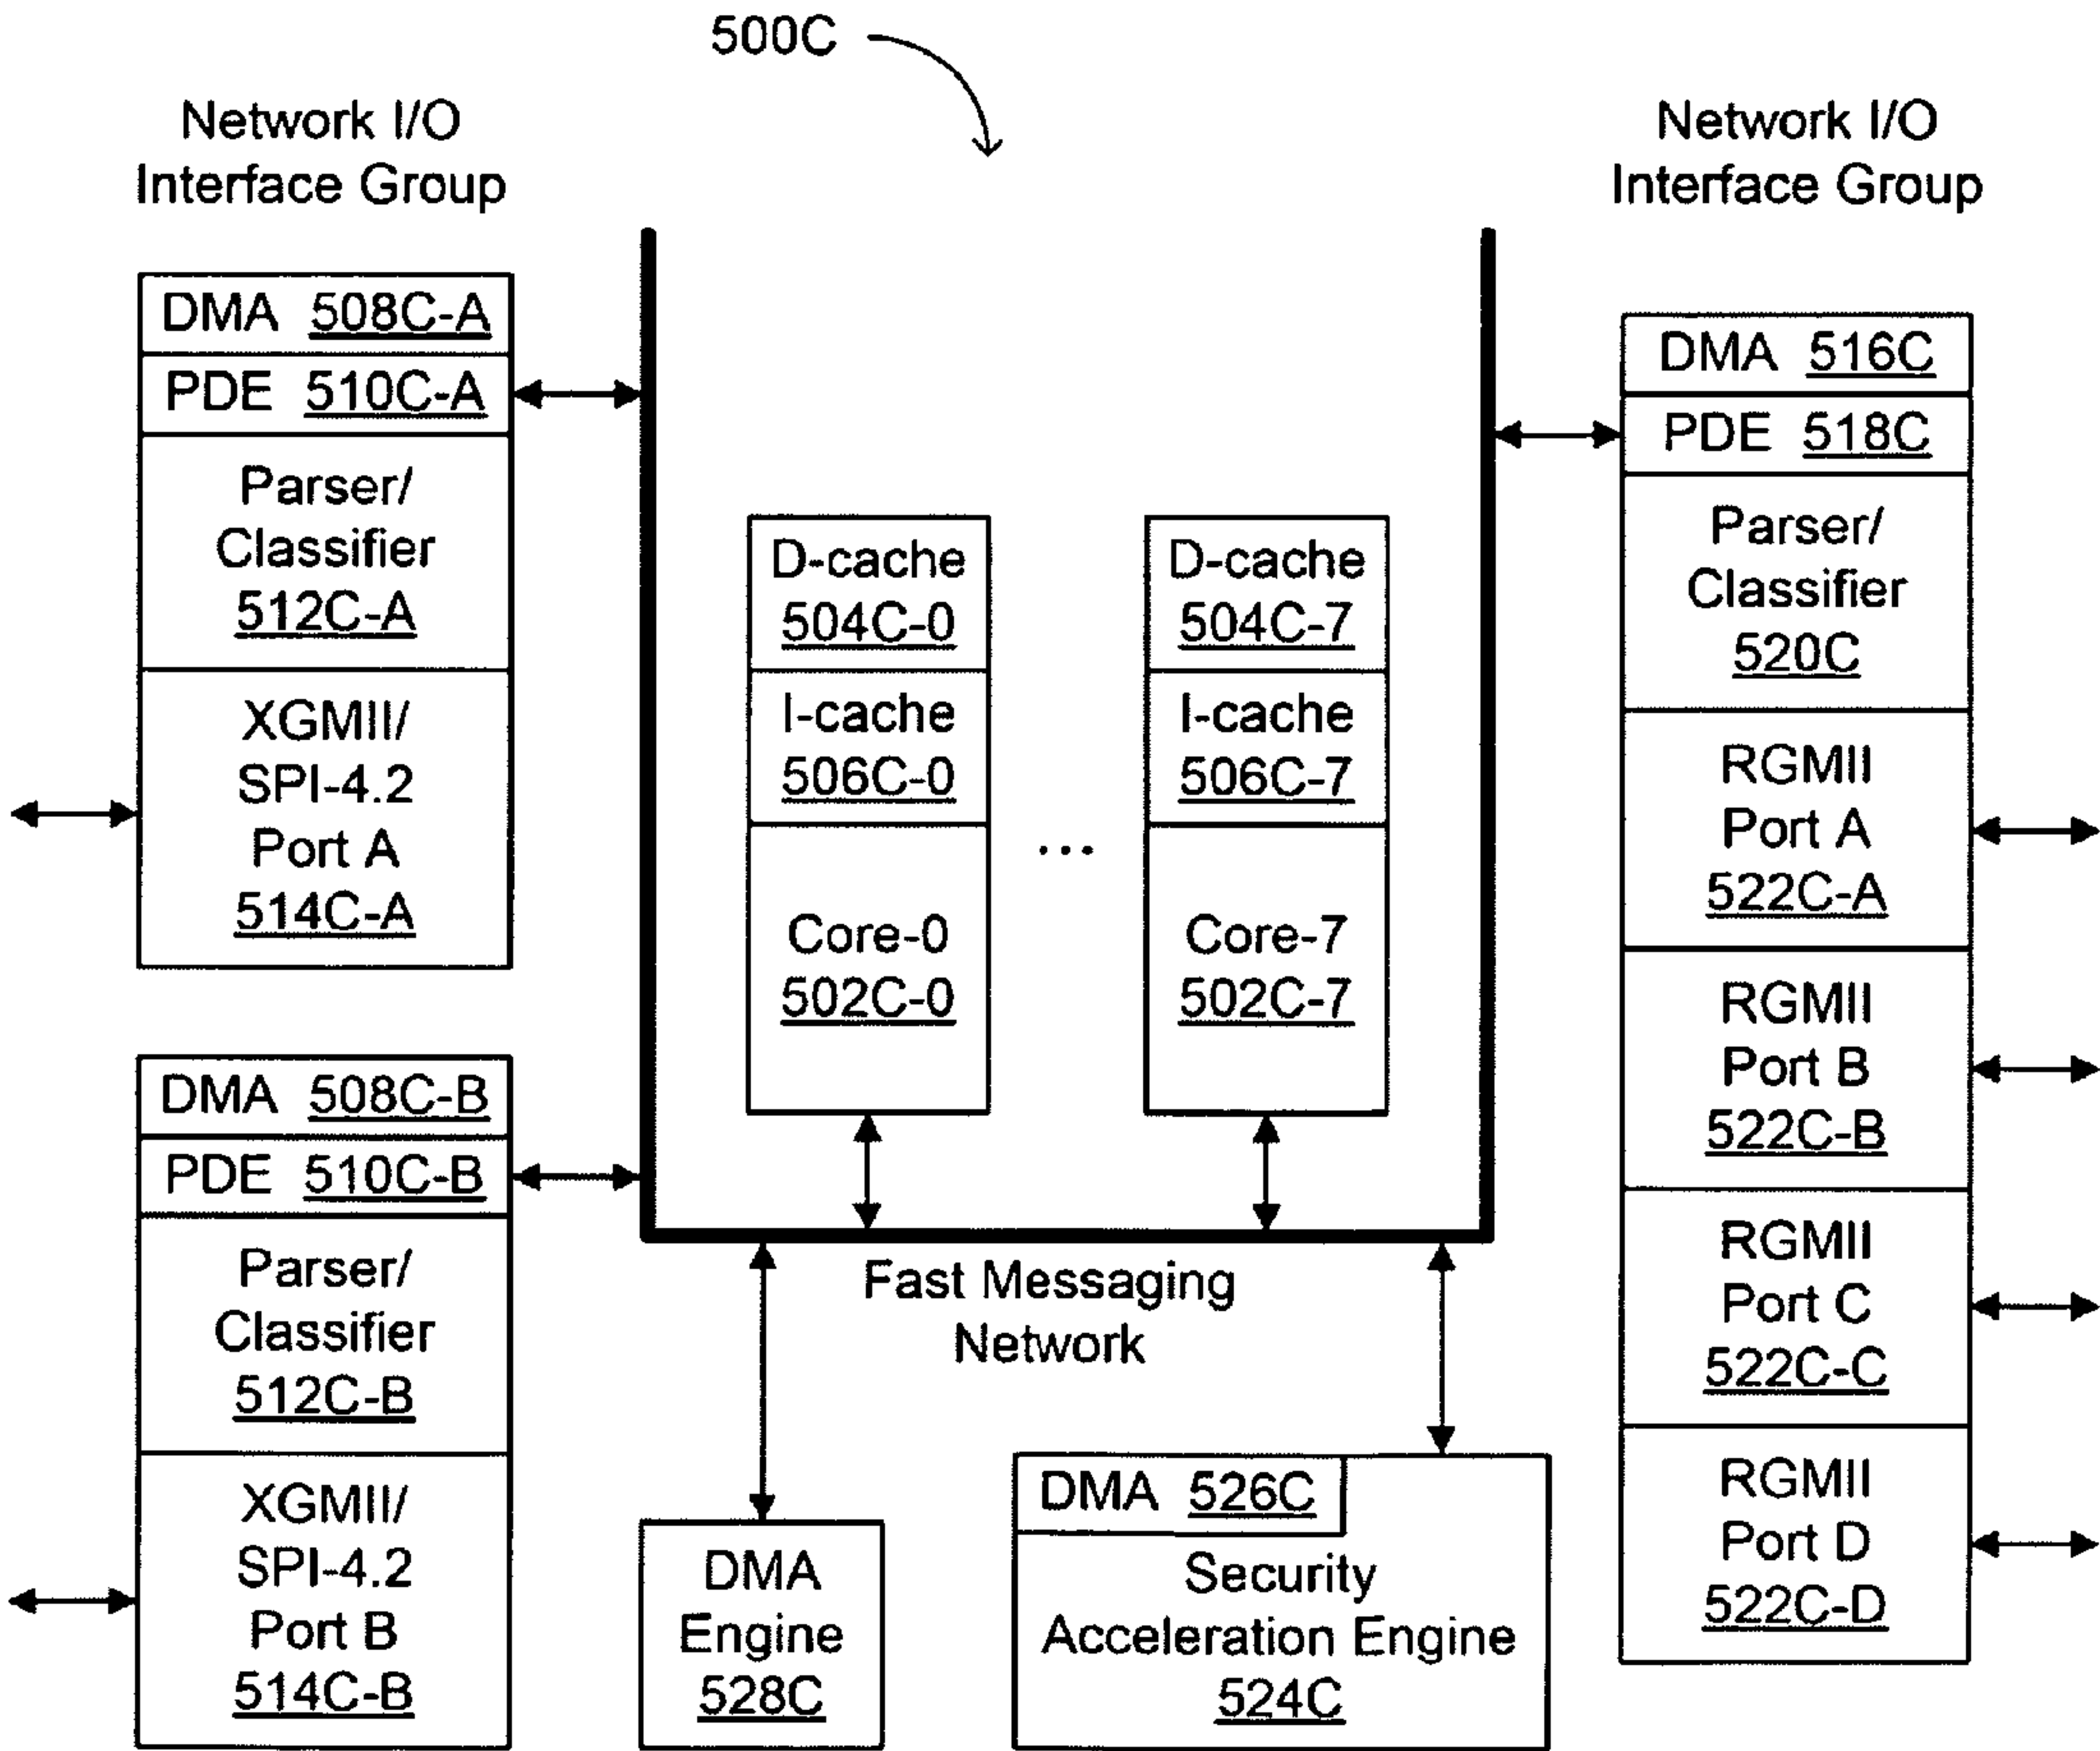 500C
Network I/O
Interface Group
DMA 508C-A
PDE 510C-A
Parser/
Classifier
512C-A
XGMII/
SPI-4.2
Port A
514C-A
DMA 508C-B
PDE 510C-B
Parser/
Classifier
512C-B
XGMII/
SPI-4.2
Port B
514C-B
D-cache
504C-0
I-cache
506C-0
Core-0
502C-0
...
D-cache
504C-7
I-cache
506C-7
Core-7
502C-7
Fast Messaging
Network
DMA
Engine
528C
DMA 526C
Security
Acceleration Engine
524C
Network I/O
Interface Group
DMA 516C
PDE 518C
Parser/
Classifier
520C
RGMII
Port A
522C-A
RGMII
Port B
522C-B
RGMII
Port C
522C-C
RGMII
Port D
522C-D